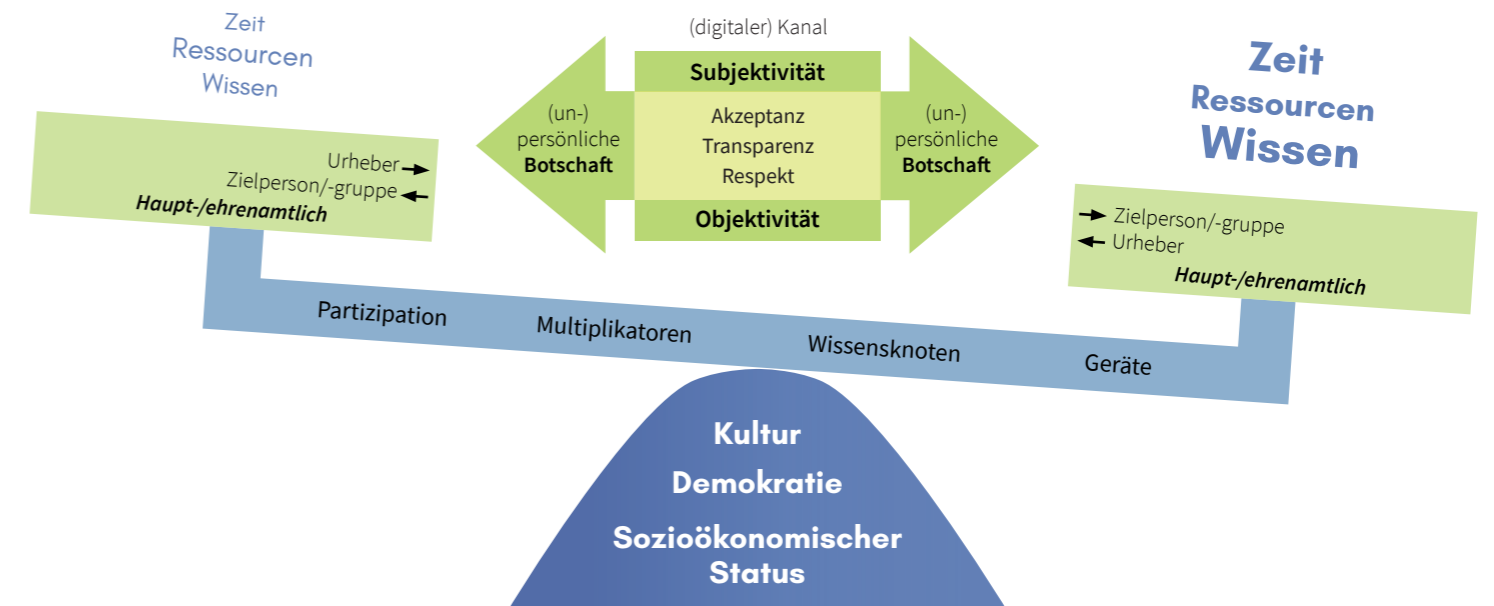 Zeit
Ressourcen
Wissen
Urheber
Zielperson/-gruppe
Haupt-/ehrenamtlich
(digitaler) Kanal
Subjektivität
Akzeptanz
Transparenz
Respekt
Objektivität
(un-)
persönliche
Botschaft
(un-)
persönliche
Botschaft
Zeit
Ressourcen
Wissen
Zielperson/-gruppe
Urheber
Haupt-/ehrenamtlich
Partizipation
Multiplikatoren
Wissensknoten
Geräte
Kultur
Demokratie
Sozioökonomischer
Status